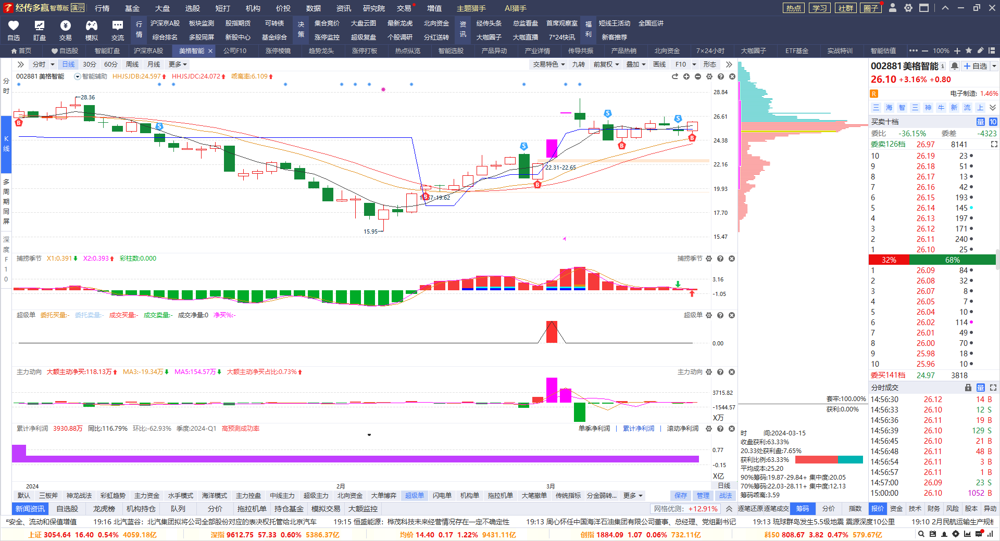 经传多赢 智尊版 演示 行情 基金 大盘 选股 短打 机构 价投 数据 资讯 研究院 交易 增值 主题猎手 AI猎手 热点 学习 社群 圈子
自选 盯盘 交易 模拟 交流
行情 沪深京A股 板块监测 股指期货 可转债 决策 集合竞价 大盘云图 最新龙虎 北向资金 资讯 经传头条 总监看盘 首席观察室 福利 短线王活动 全国巡讲
综合排名 多股同屏 新股中心 基金综合 涨停监控 超级复盘 个股调研 分红送转 大咖圈子 大咖直播 7*24快讯 新客推荐
首页 自选股 智能盯盘 沪深京A股 美格智能 公司F10 涨停棱镜 趋势龙头 涨停打板 热点纵览 智能选股 产品异动 产业详情 传导共振 产品热销 北向资金 7×24小时 大咖圈子 ETF基金 实战特训 智能估值 100%
分时
K线
多周期同屏
深度F10
分时 日线 30分 60分 周线 月线 更多 交易特色 九转 前复权 叠加 画线 F10 形态
002881 美格智能 智能辅助 HHJSJDB:24.597 HHJSJDC:24.072 乖离率:6.109
28.84
26.61
24.38
22.16
19.93
17.70
15.47
28.36
22.31-22.65
15.95
捕捞季节 X1:0.391 X2:0.393 彩柱数:0.000 捕捞季节
3.16
-1.05
超级单 委托买量:- 委托卖量:- 成交买量:- 成交卖量:- 成交净量:0 净买%:- 超级单
0.00
主力动向 大额主动净买:118.13万 MA3:-19.34万 MA5:154.57万 大额主动净买占比:0.73% 主力动向
3715.82
-1544.57
X万
累计净利润 3930.88万 同比:116.79% 环比:-62.93% 季度:2024-Q1 高预测成功率 单季净利润 累计净利润 滚动净利润
0.77
-0.15
X亿
2024 2月 3月 日线
默认 三板斧 神龙战法 彩虹趋势 主力资金 水手模式 海洋模式 主力控盘 中线主力 超级主力 北向资金 大单博弈 超级单 闪电单 机构单 拖拉机单 大笔撤单 传统指标 分金弱转... 更多 保存 管理 战法
新闻资讯 自选股 龙虎榜 机构持仓 队列 分价 拖拉机单 持仓基金 模拟交易 大额监控 网格优测: +12.91% 逐笔还原 逐笔成交 筹码 分价 指数 报价 资金 技术 财务 风险 股本 异动
套牢:100.00%
获利:0.00%
时 间:2024-03-15
收盘获利:63.33%
20.33处获利盘:7.65%
获利比例:63.33%
平均成本:25.20
90%筹码:19.87-29.84+ 集中度:20.05
70%筹码:22.03-28.11+ 集中度:12.13
筹码乖离:3.59
002881美格智能 自选
26.10 +3.16% +0.80
R 电子制造: 1.46%
三 海 智 三 神 牛 新 流 上
买卖十档 量 10
委比 -36.15% 委差 -4323
委卖126档 26.97 8141
10 26.19 23
9 26.18 51
8 26.17 13
7 26.16 42
6 26.15 193
5 26.14 145
4 26.13 197
3 26.12 171
2 26.11 240
1 26.10 25
32% 68%
1 26.09 84
2 26.08 32
3 26.07 8
4 26.05 7
5 26.04 10
6 26.02 114
7 26.01 49
8 26.00 70
9 25.98 18
10 25.96 10
委买141档 24.97 3818
分时成交 量
14:56:30 26.12 14 B
14:56:33 26.10 12 S
14:56:36 26.11 19 B
14:56:39 26.10 129 S
14:56:45 26.10 21 B
14:56:48 26.11 48 B
14:56:54 26.11 3 B
14:56:57 26.11 1 B
14:57:00 26.09 23 S
15:00:00 26.10 1052 B
安全、流动和保值增值 19:16 北汽蓝谷：北汽集团拟将公司全部股份对应的表决权托管给北京汽车 19:15 恒盛能源：桦茂科技未来经营情况存在一定不确定性 19:13 周心怀任中国海洋石油集团有限公司董事、总经理、党组副书记 19:13 琉球群岛发生5.5级地震 震源深度10公里 19:10 2月民航运输生产规模
上证 3054.64 16.40 0.54% 4059.18亿 深指 9612.75 57.33 0.60% 5386.37亿 均价 14.40 0.17 1.22% 9431.11亿 创指 1884.09 1.07 0.06% 732.11亿 科50 808.67 3.82 0.47% 579.67亿